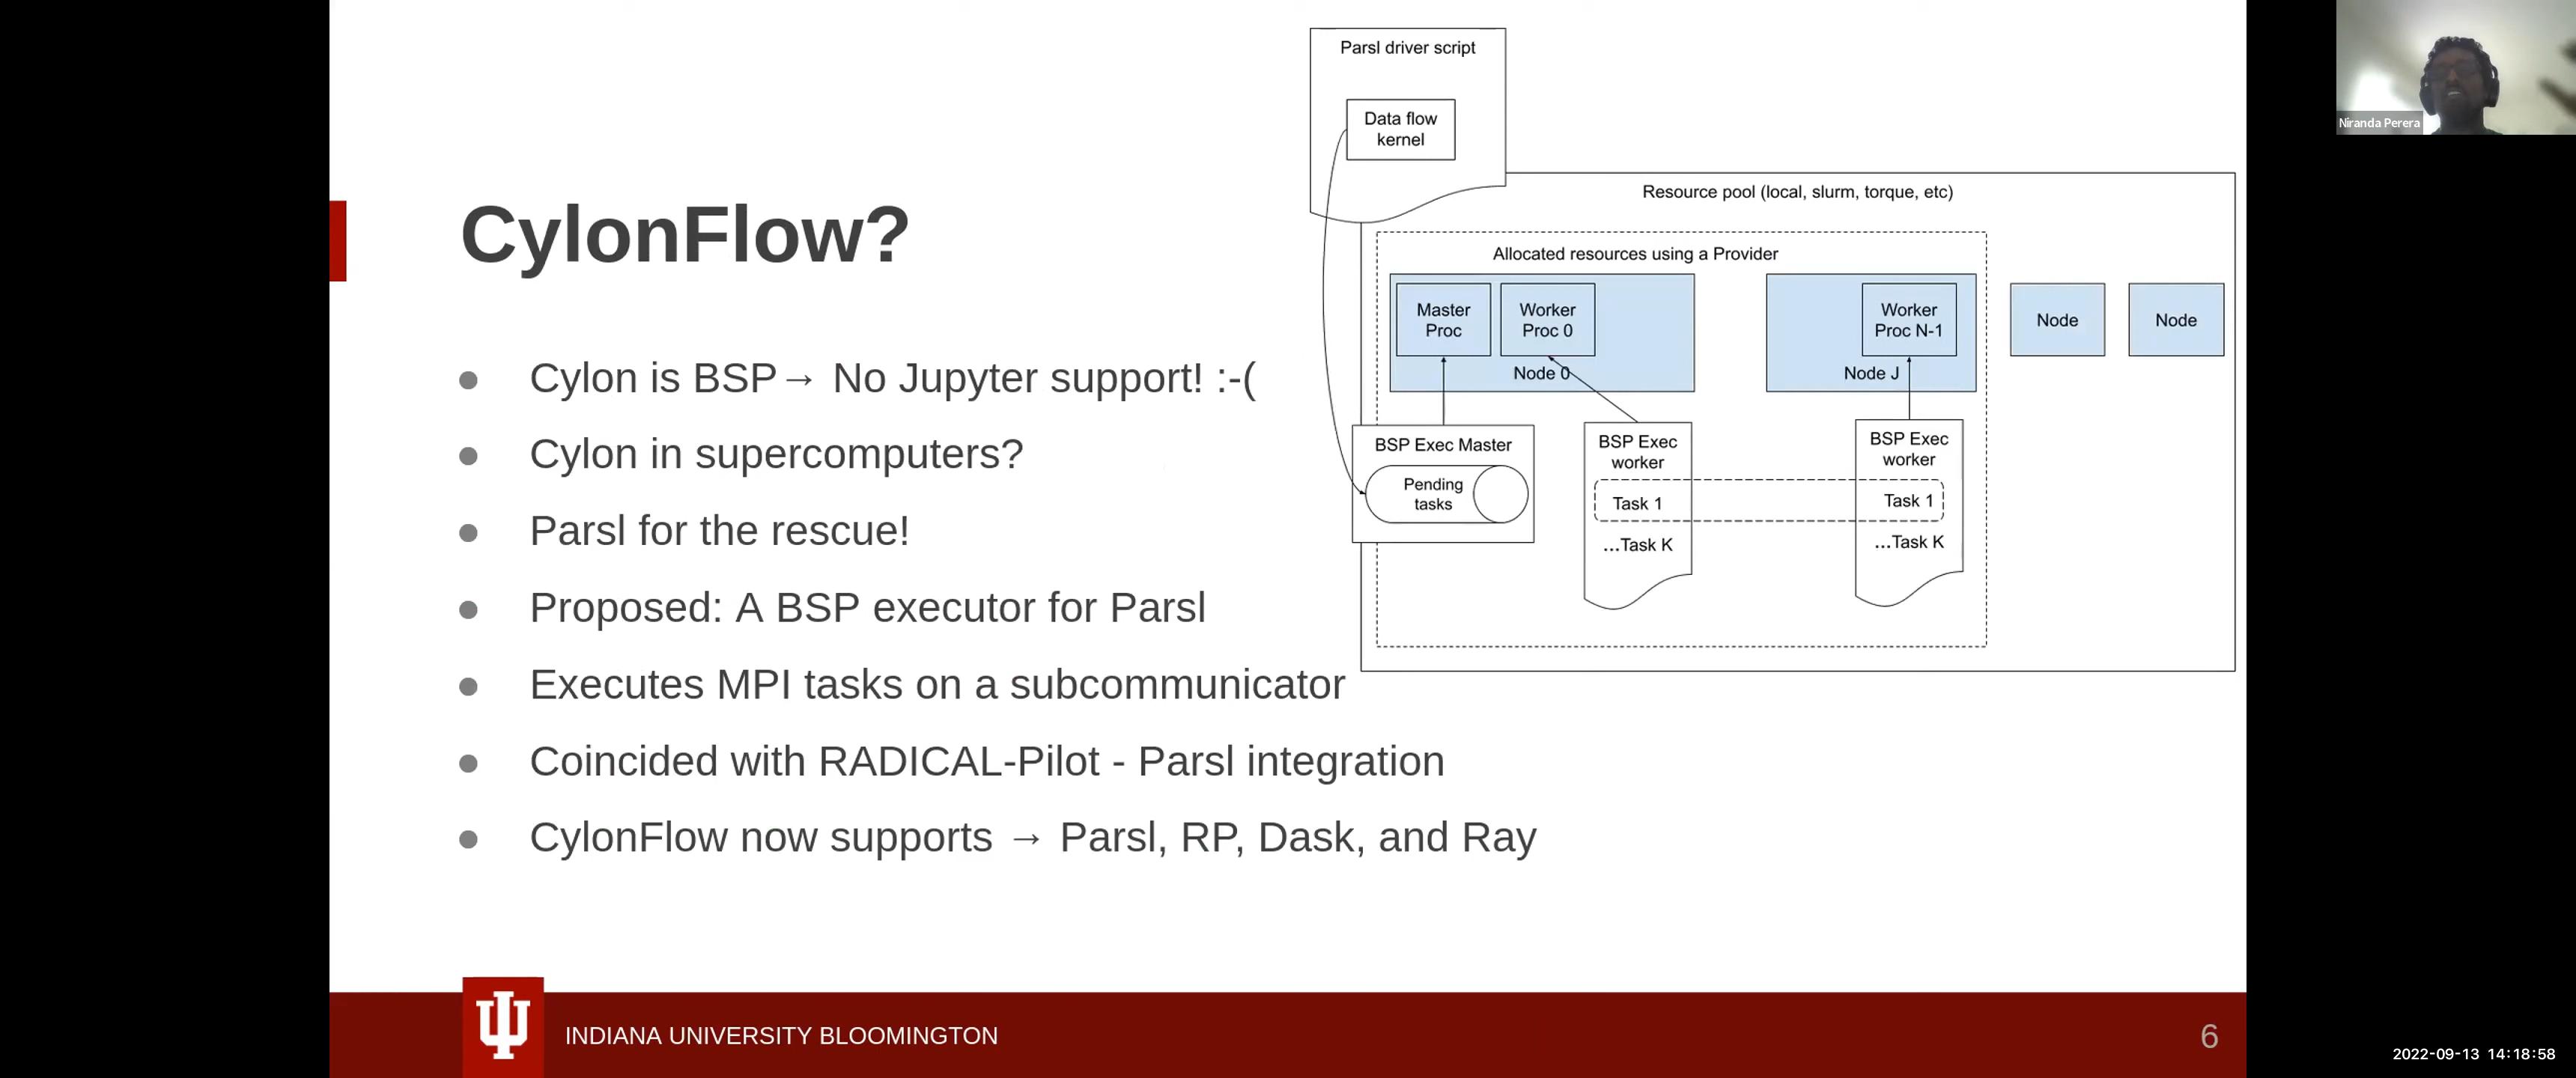 Parsl driver script
Data flow
kernel
Niranda Perera
Resource pool (local, slurm, torque, etc)
CylonFlow?
Allocated resources using a Provider
Master
Proc
Worker
Proc 0
Node 0
Worker
Proc N-1
Node J
Node
Node
BSP Exec Master
Pending
tasks
BSP Exec
worker
Task 1
...Task K
BSP Exec
worker
Task 1
...Task K
● Cylon is BSP→ No Jupyter support! :-(
● Cylon in supercomputers?
● Parsl for the rescue!
● Proposed: A BSP executor for Parsl
● Executes MPI tasks on a subcommunicator
● Coincided with RADICAL-Pilot - Parsl integration
● CylonFlow now supports → Parsl, RP, Dask, and Ray
INDIANA UNIVERSITY BLOOMINGTON
6
2022-09-13 14:18:58